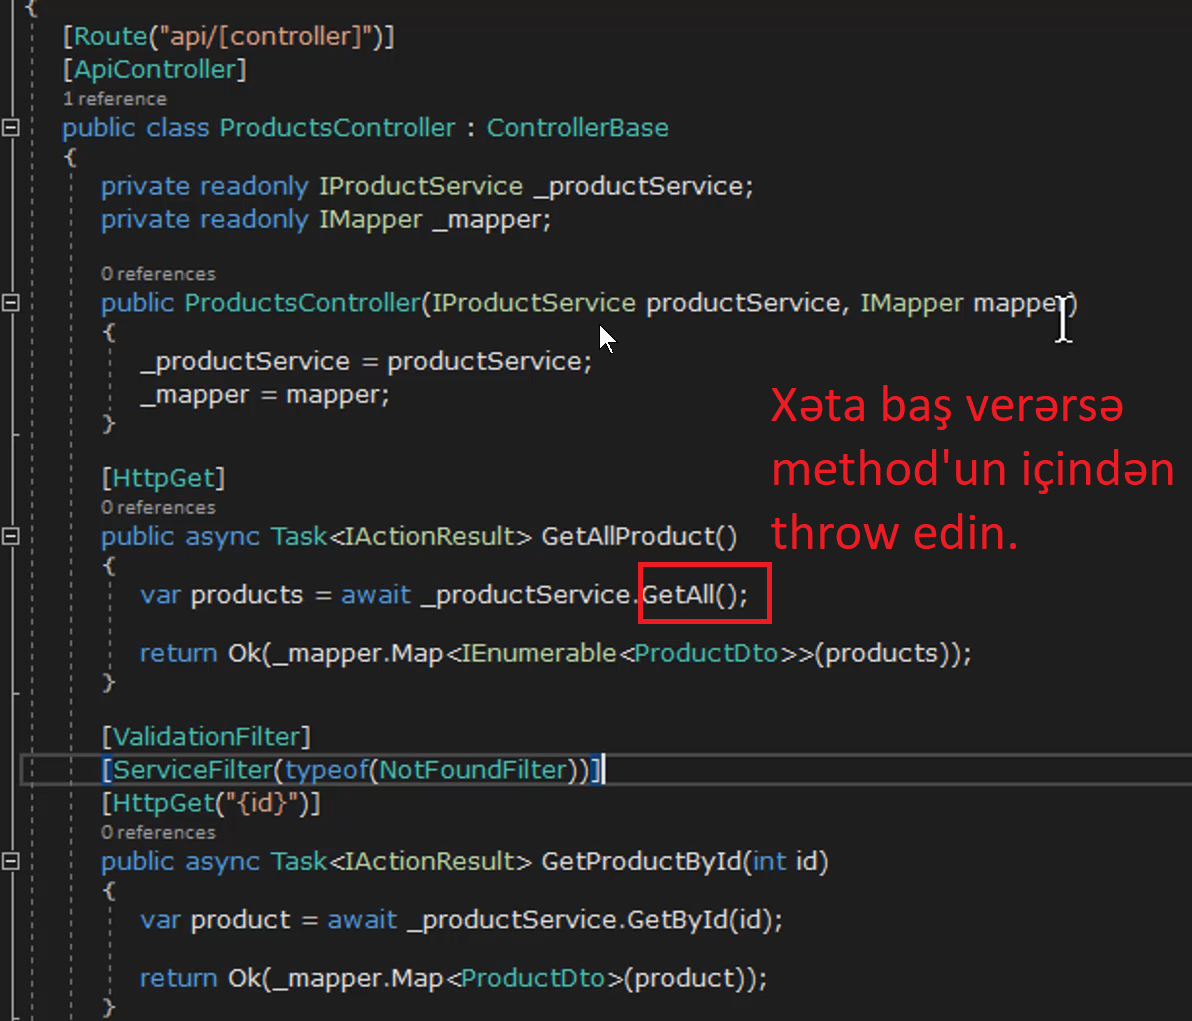 {
[Route("api/[controller]")]
[ApiController]
1 reference
public class ProductsController : ControllerBase
{
private readonly IProductService _productService;
private readonly IMapper _mapper;
0 references
public ProductsController(IProductService productService, IMapper mapper)
{
_productService = productService;
_mapper = mapper;
}
Xəta baş verərsə
method'un içindən
throw edin.
[HttpGet]
0 references
public async Task<IActionResult> GetAllProduct()
{
var products = await _productService.GetAll();
return Ok(_mapper.Map<IEnumerable<ProductDto>>(products));
}
[ValidationFilter]
[ServiceFilter(typeof(NotFoundFilter))]
[HttpGet("{id}")]
0 references
public async Task<IActionResult> GetProductById(int id)
{
var product = await _productService.GetById(id);
return Ok(_mapper.Map<ProductDto>(product));
}